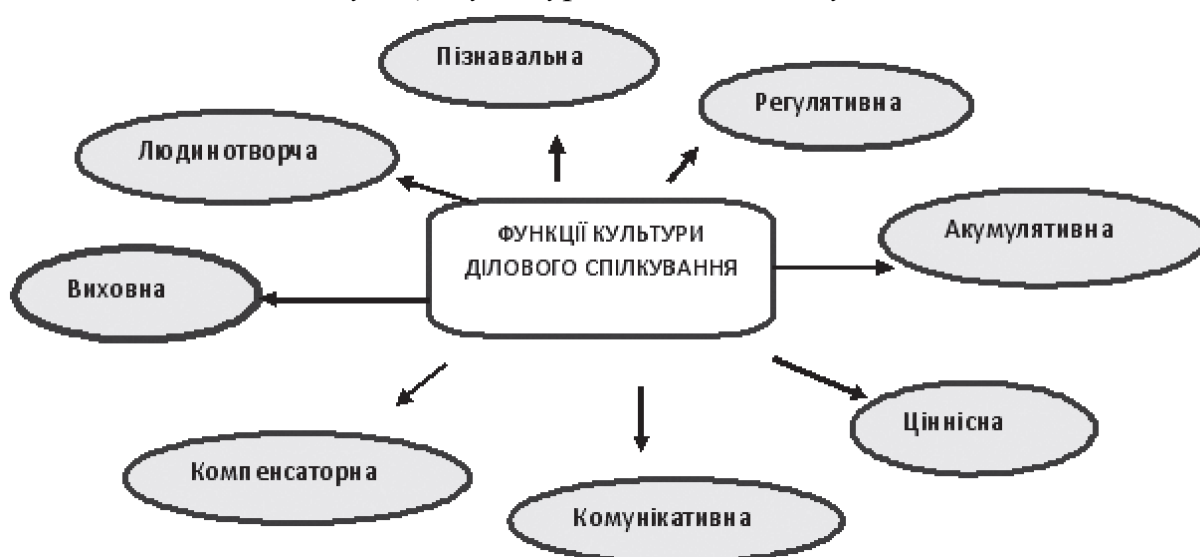 Пізнавальна
Регулятивна
Людинотворча
Акумулятивна
ФУНКЦІЇ КУЛЬТУРИ
ДІЛОВОГО СПІЛКУВАННЯ
Виховна
Ціннісна
Компенсаторна
Комунікативна